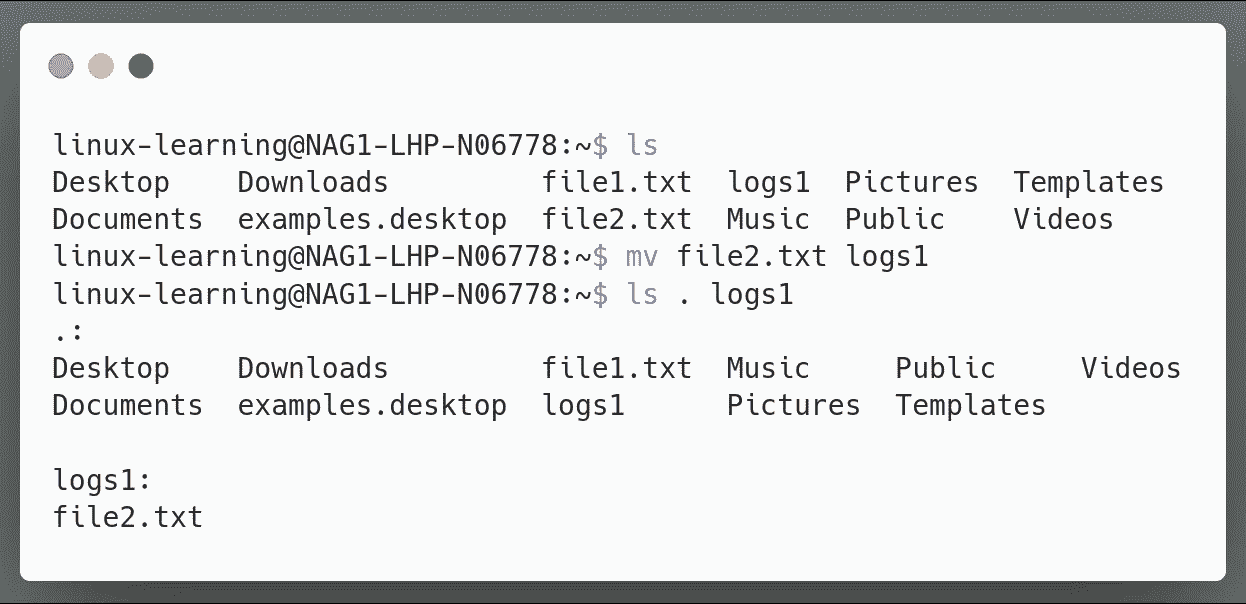 linux-learning@NAG1-LHP-N06778:~$ ls
Desktop    Downloads         file1.txt  logs1  Pictures  Templates
Documents  examples.desktop  file2.txt  Music  Public    Videos
linux-learning@NAG1-LHP-N06778:~$ mv file2.txt logs1
linux-learning@NAG1-LHP-N06778:~$ ls . logs1
.:
Desktop    Downloads         file1.txt  Music     Public     Videos
Documents  examples.desktop  logs1      Pictures  Templates

logs1:
file2.txt